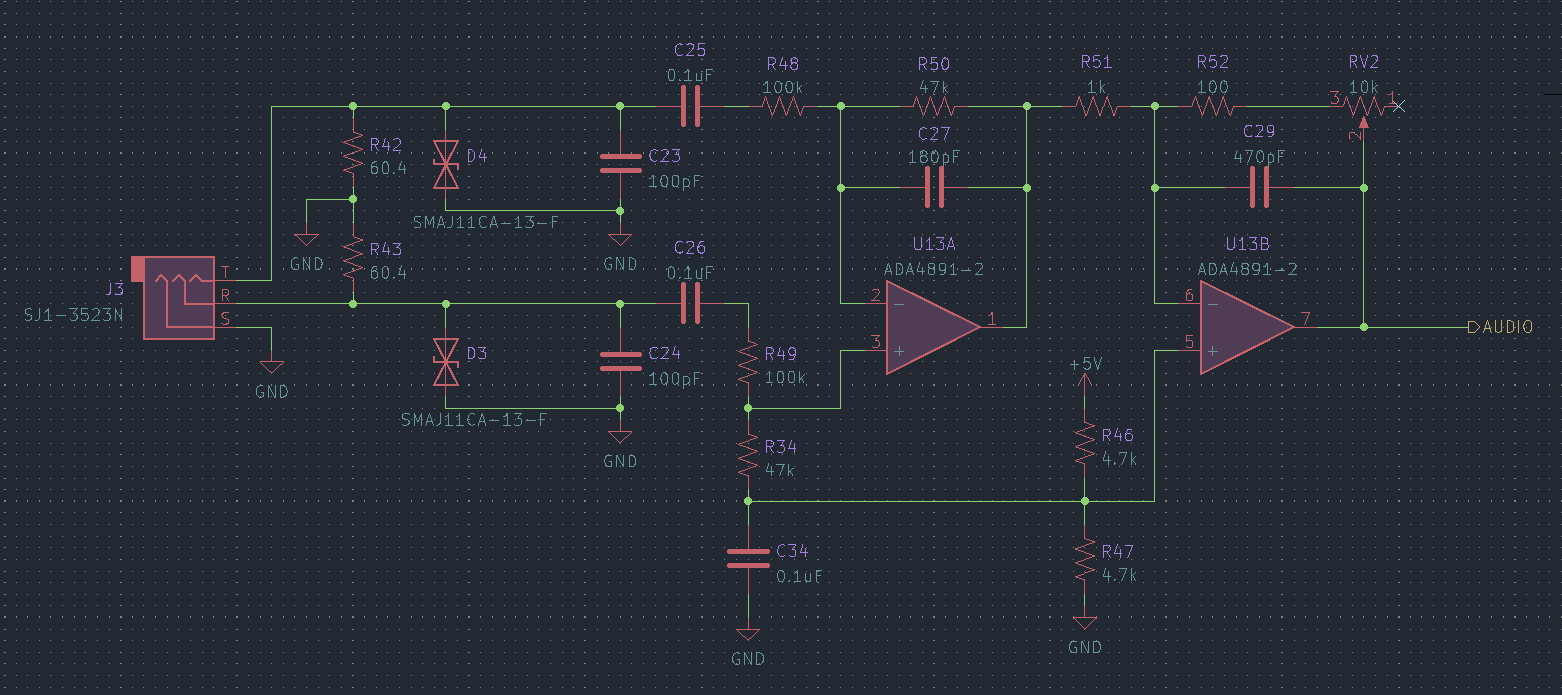 C25
0.1uF
R48
100k
R50
47k
R51
1k
R52
100
RV2
10k
3
1
2
R42
60.4
D4
C23
100pF
C27
180pF
C29
470pF
SMAJ11CA-13-F
GND
GND
R43
60.4
C26
0.1uF
U13A
ADA4891-2
U13B
ADA4891-2
J3
SJ1-3523N
T
R
S
2
3
1
6
5
7
AUDIO
GND
D3
C24
100pF
R49
100k
+5V
SMAJ11CA-13-F
GND
R34
47k
R46
4.7k
C34
0.1uF
R47
4.7k
GND
GND